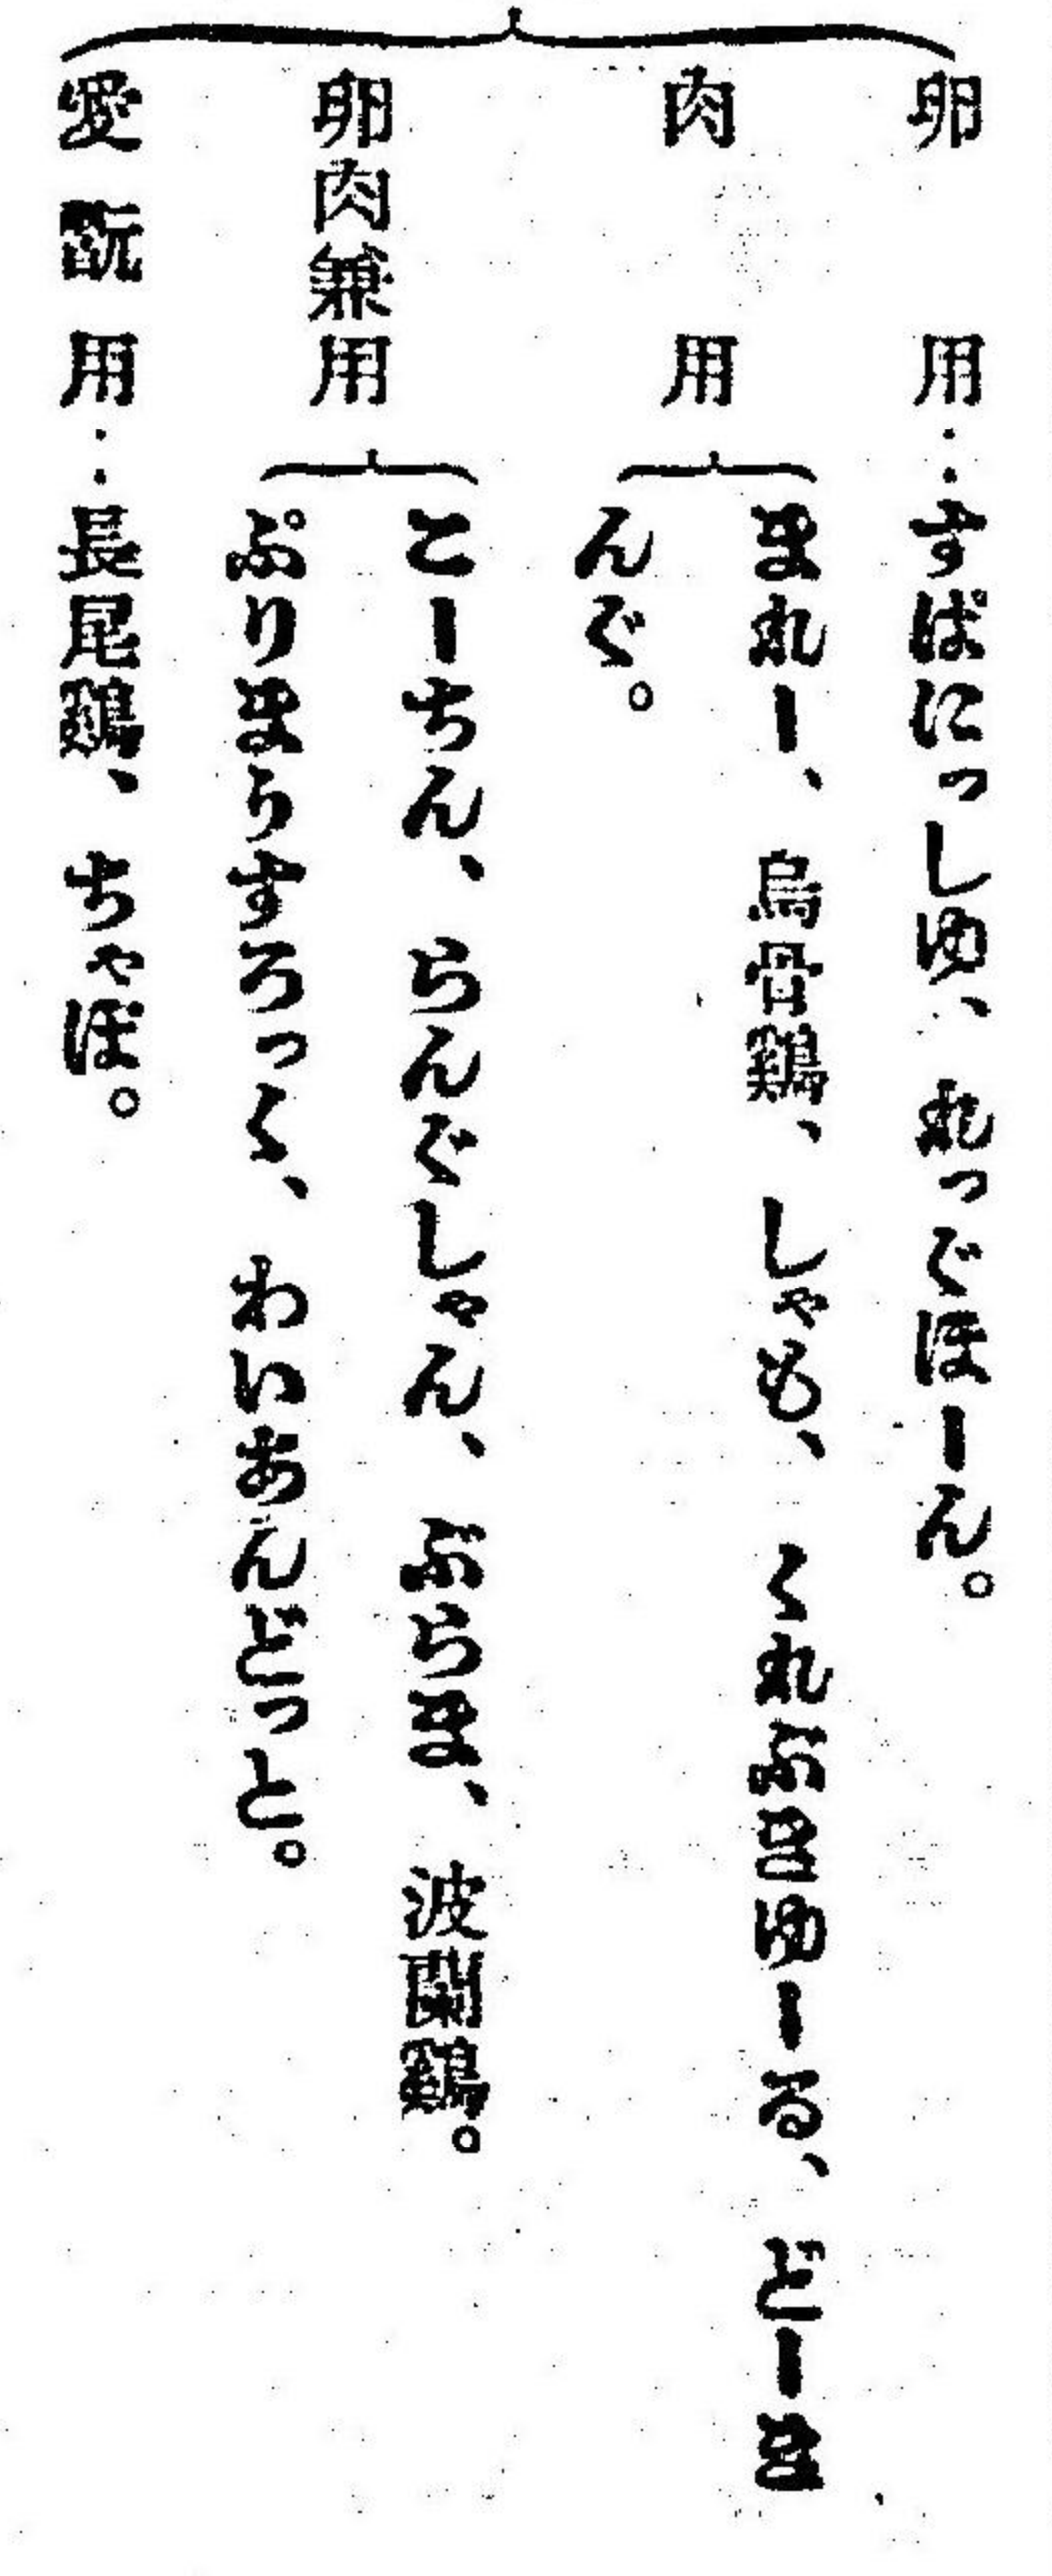 卵用‥すぱにっしゆ、れっぐほーん。
肉用
まれー、烏骨鷄、しゃも、くれぶきゆーる、どーき
んぐ。
卵肉兼用
こーちん、らんぐしゃん、ぶらま、波蘭鷄。
ぷりまうすろっく、わいあんどっと。
愛翫用‥長尾鷄、ちゃぼ。